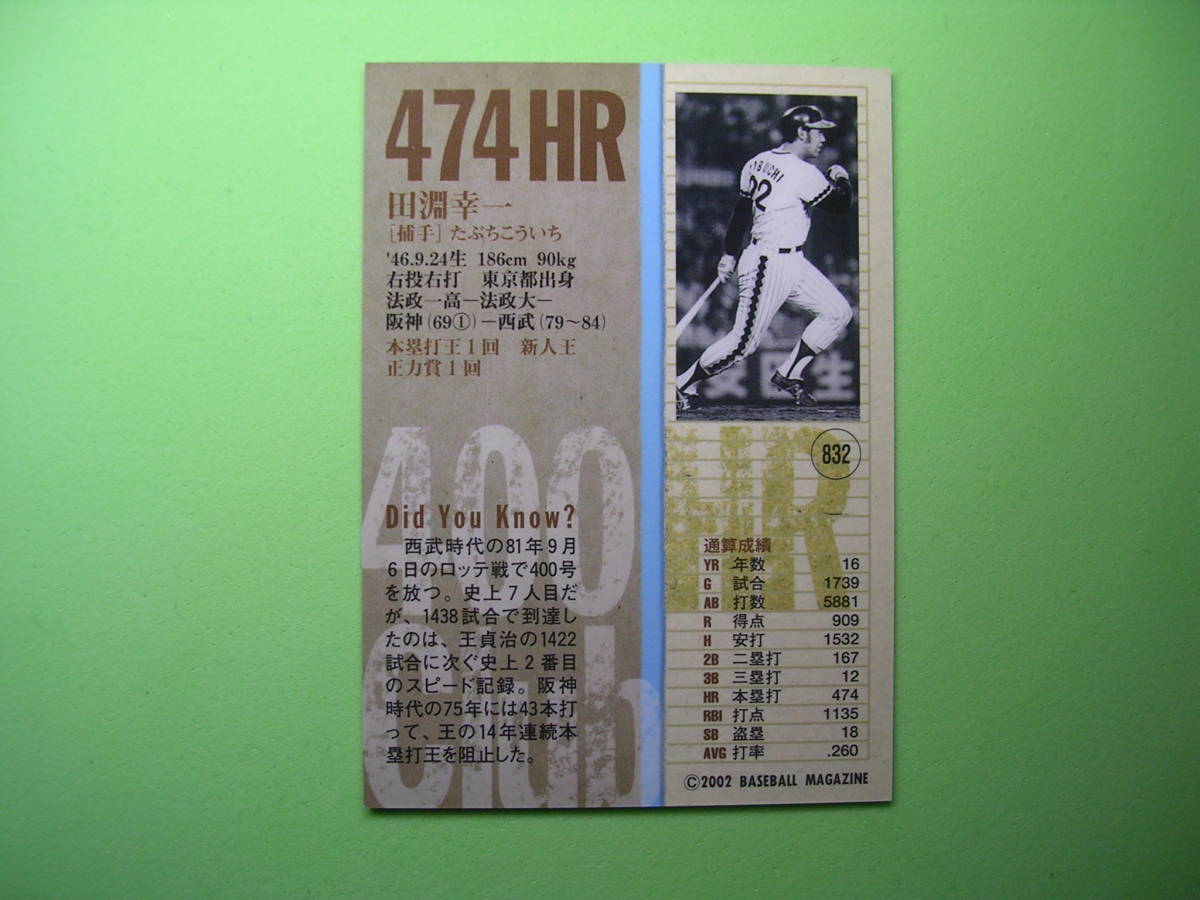 474HR
田淵幸一
［捕手］たぶちこういち
'46.9.24生 186cm 90kg
右投右打 東京都出身
法政一高－法政大－
阪神(69①)－西武(79～84)
本塁打王1回 新人王
正力賞1回
400
Club
Did You Know?
西武時代の81年9月
6日のロッテ戦で400号
を放つ。史上7人目だ
が、1438試合で到達し
たのは、王貞治の1422
試合に次ぐ史上2番目
のスピード記録。阪神
時代の75年には43本打
って、王の14年連続本
塁打王を阻止した。
TABUCHI
22
HR
832
通算成績
YR 年数 16
G 試合 1739
AB 打数 5881
R 得点 909
H 安打 1532
2B 二塁打 167
3B 三塁打 12
HR 本塁打 474
RBI 打点 1135
SB 盗塁 18
AVG 打率 .260
©2002 BASEBALL MAGAZINE